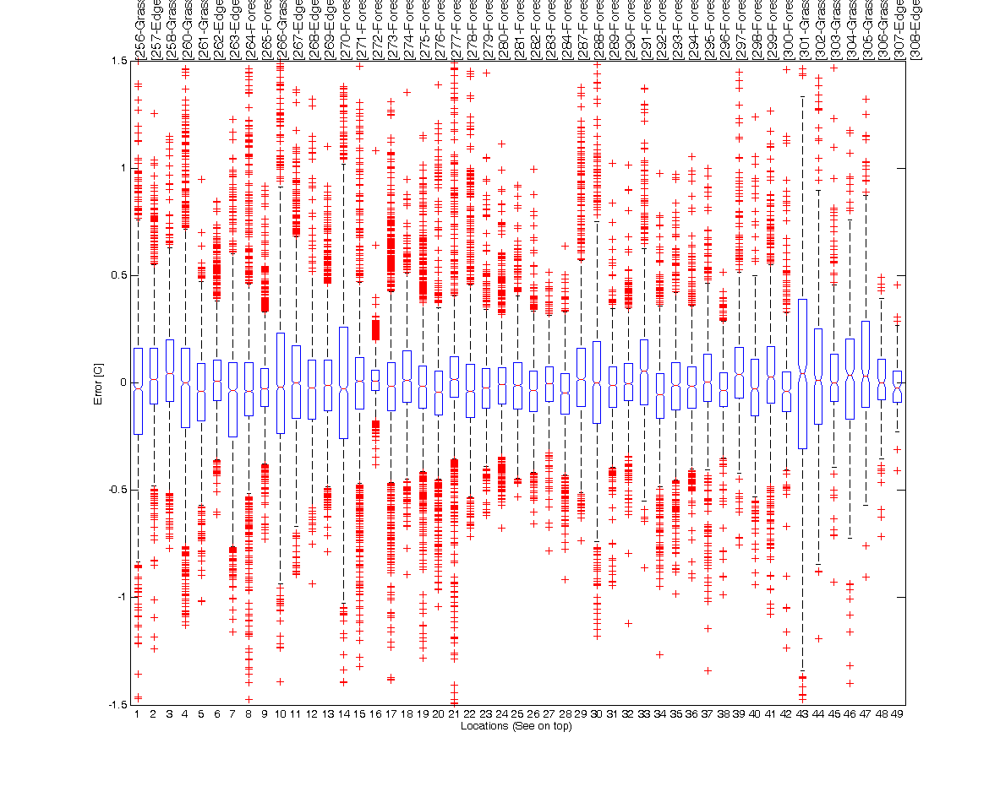 [256-Grass
[257-Edge
[258-Grass
[260-Grass
[261-Grass
[262-Edge
[263-Edge
[264-Fores
[265-Fores
[266-Grass
[267-Edge
[268-Edge
[269-Edge
[270-Fores
[271-Fores
[272-Fores
[273-Fores
[274-Fores
[275-Fores
[276-Fores
[277-Fores
[278-Fores
[279-Fores
[280-Fores
[281-Fores
[282-Fores
[283-Fores
[284-Fores
[287-Fores
[288-Fores
[289-Fores
[290-Fores
[291-Fores
[292-Fores
[293-Fores
[294-Fores
[295-Fores
[297-Fores
[298-Fores
[299-Fores
[300-Fores
[301-Grass
[302-Grass
[303-Grass
[304-Grass
[305-Grass
[306-Grass
[307-Edge
[308-Edge
1.5
1
0.5
0
-0.5
-1
-1.5
Error [C]
1 2 3 4 5 6 7 8 9 10 11 12 13 14 15 16 17 18 19 20 21 22 23 24 25 26 27 28 29 30 31 32 33 34 35 36 37 38 39 40 41 42 43 44 45 46 47 48 49
Locations (See on top)